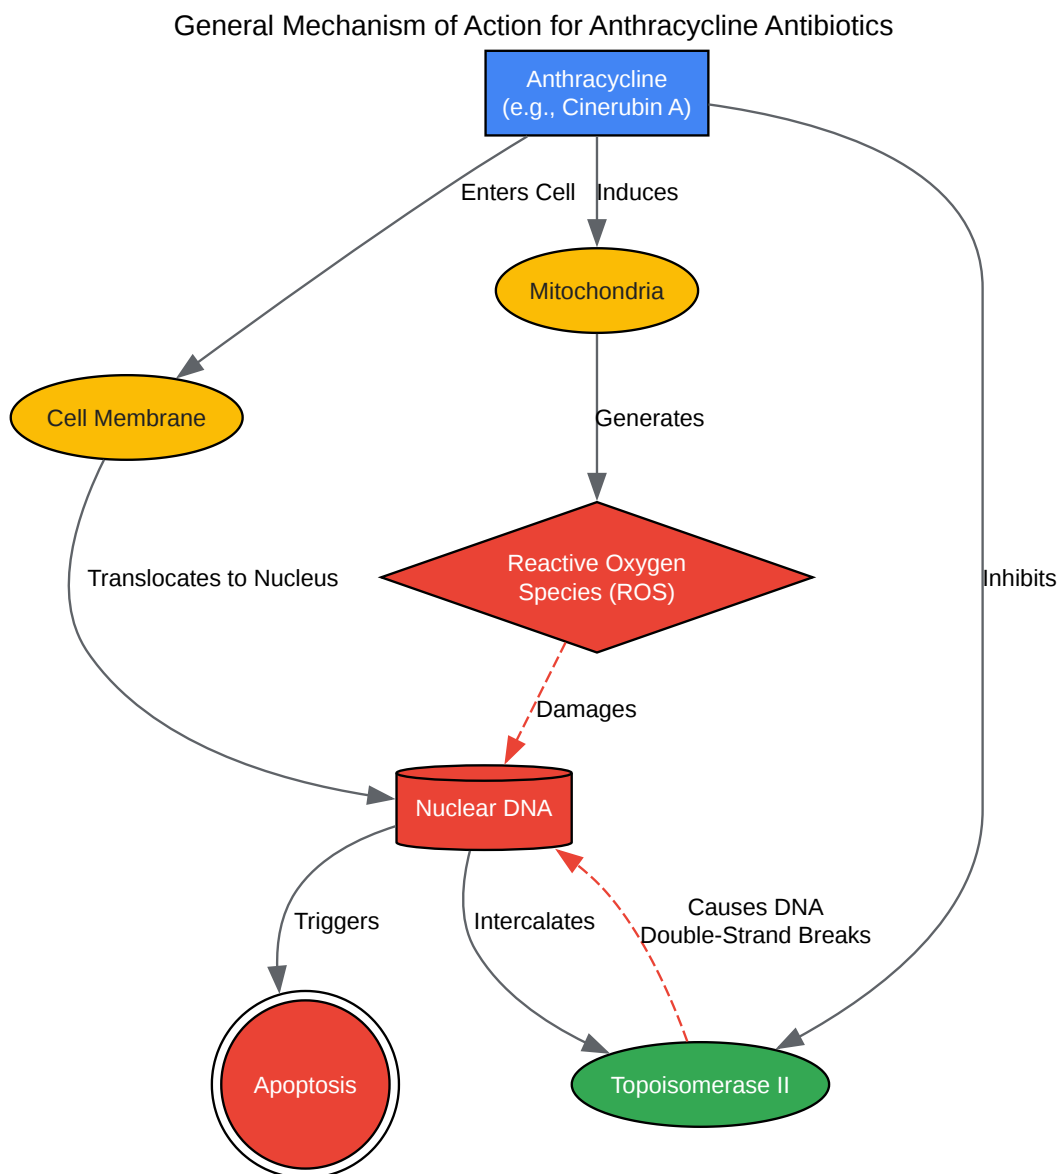 General Mechanism of Action for Anthracycline Antibiotics
Anthracycline
(e.g., Cinerubin A)
Enters Cell
Induces
Mitochondria
Cell Membrane
Generates
Reactive Oxygen
Species (ROS)
Translocates to Nucleus
Inhibits
Damages
Nuclear DNA
Triggers
Intercalates
Causes DNA
Double-Strand Breaks
Apoptosis
Topoisomerase II